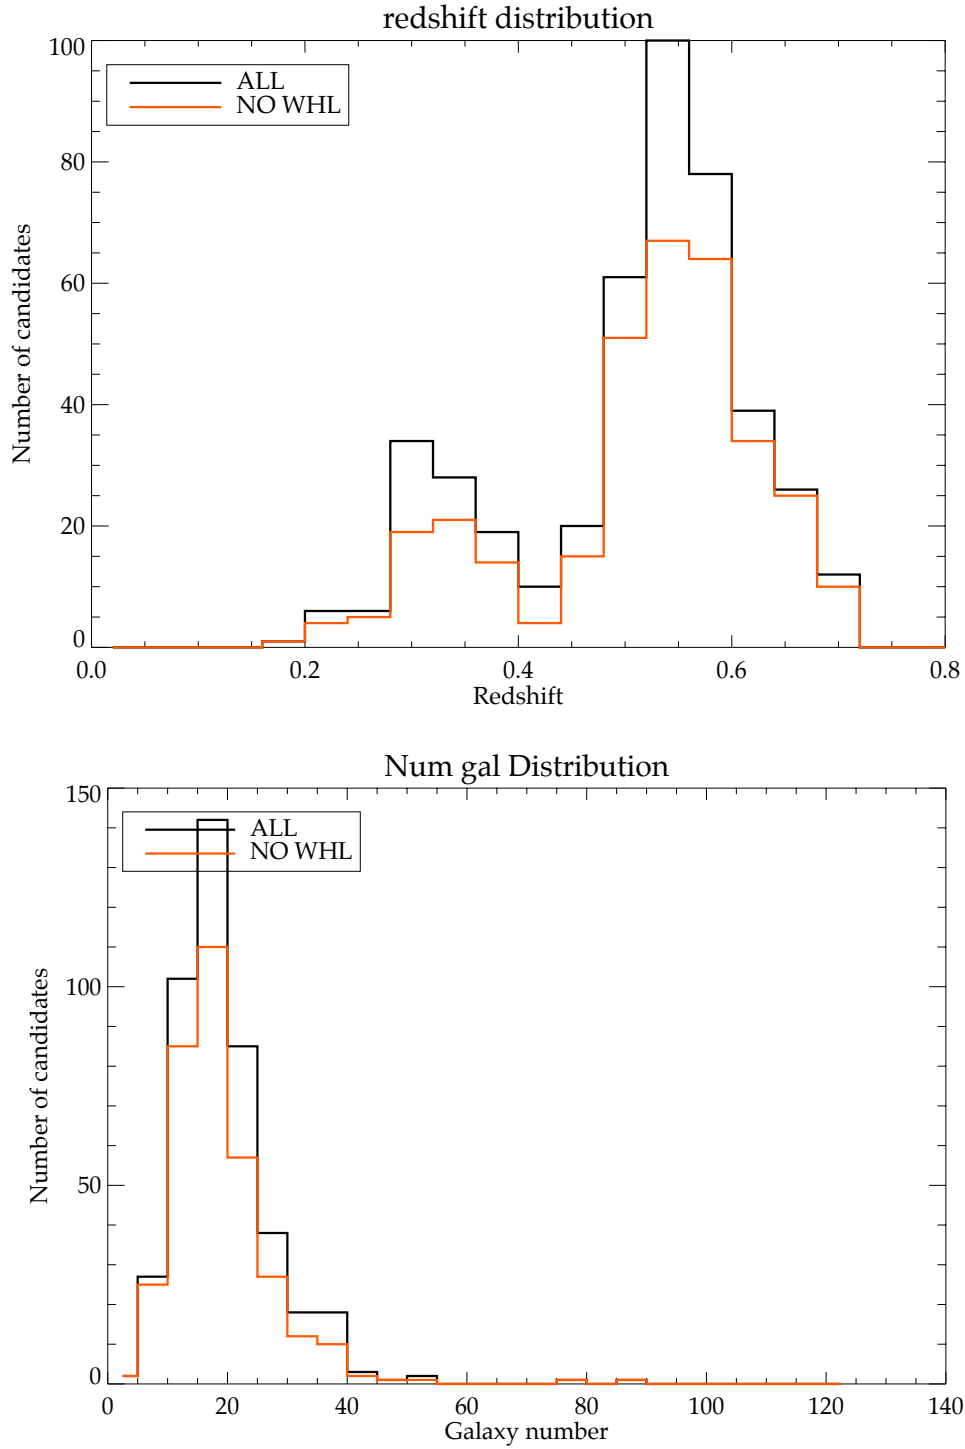 redshift distribution
100
ALL
NO WHL
80
60
40
20
0
Number of candidates
0.0 0.2 0.4 0.6 0.8
Redshift
Num gal Distribution
150
ALL
NO WHL
100
50
0
Number of candidates
0 20 40 60 80 100 120 140
Galaxy number